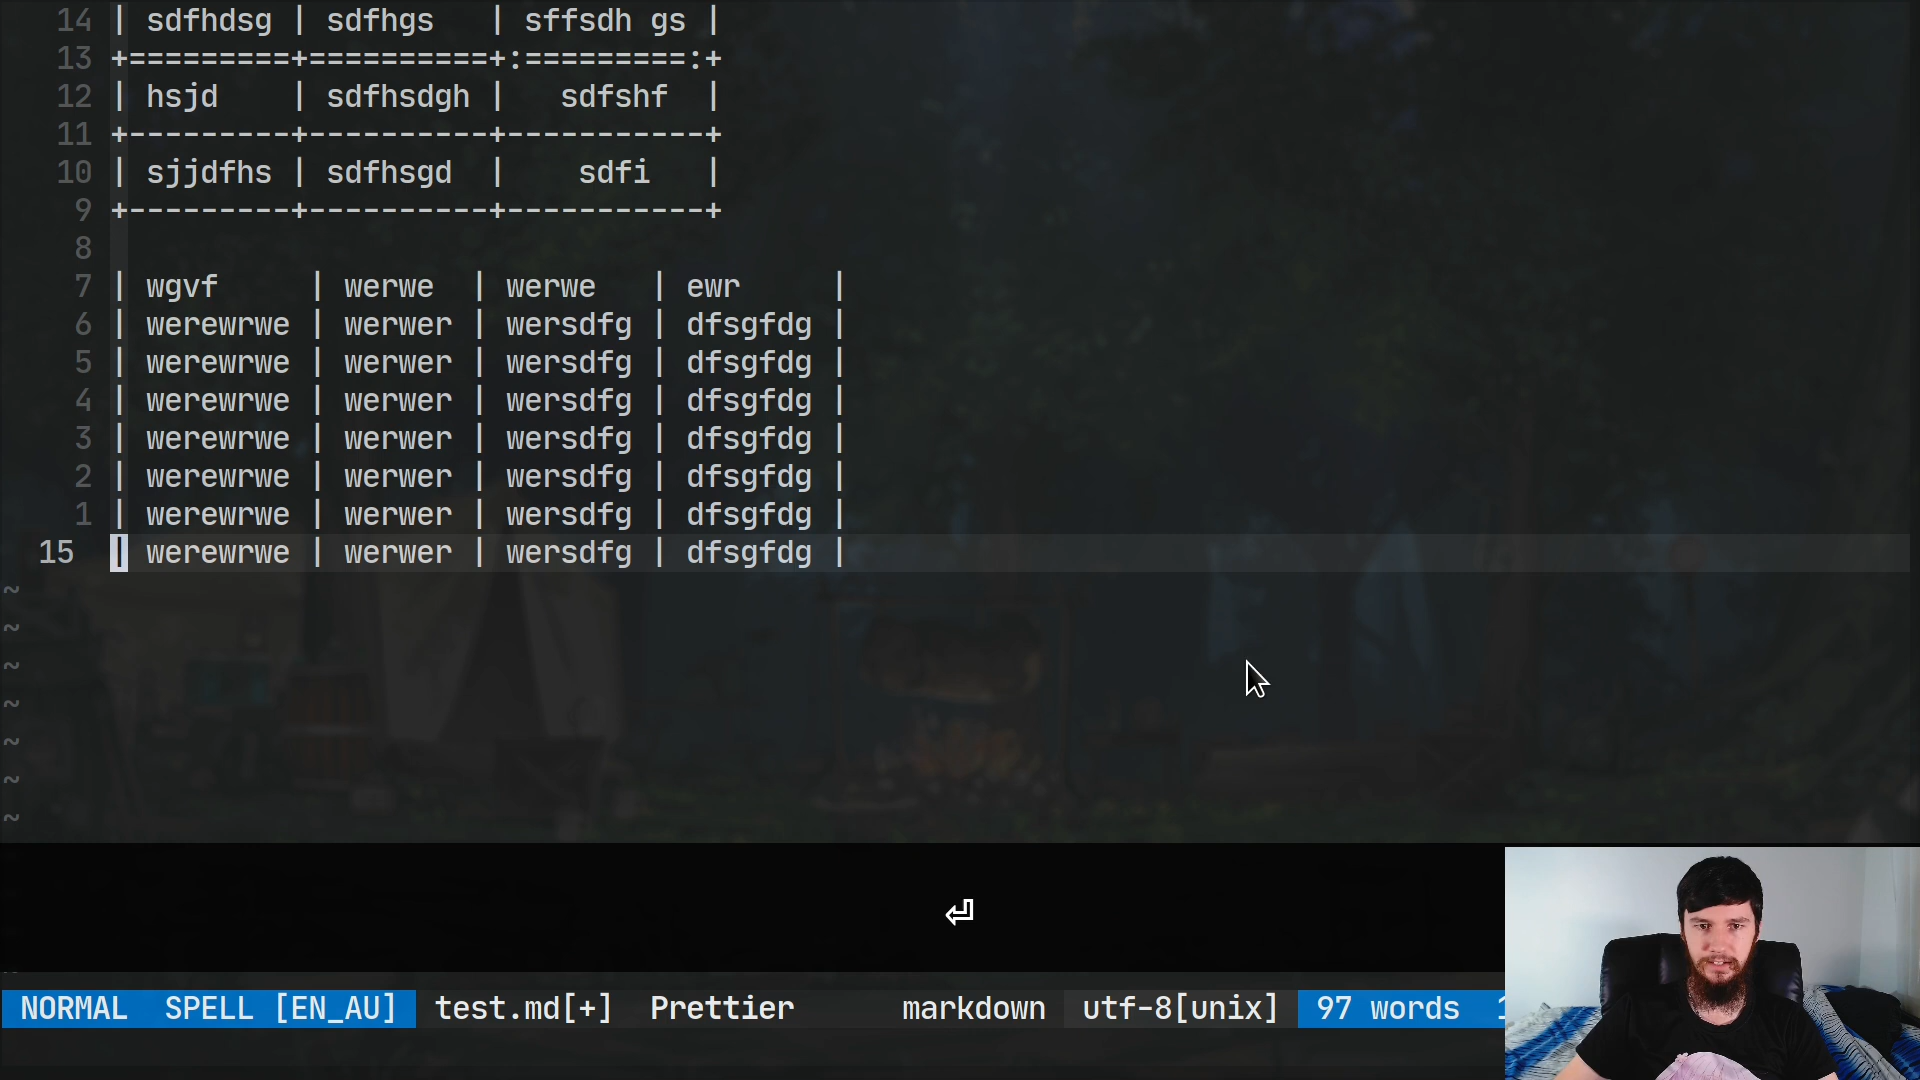 14 | sdfhdsg | sdfhgs   | sffsdh gs |
13 +=========+==========+:=========:+
12 | hsjd    | sdfhsdgh |   sdfshf  |
11 +---------+----------+-----------+
10 | sjjdfhs | sdfhsgd  |    sdfi   |
9 +---------+----------+-----------+
8
7 | wgvf     | werwe  | werwe   | ewr     |
6 | werewrwe | werwer | wersdfg | dfsgfdg |
5 | werewrwe | werwer | wersdfg | dfsgfdg |
4 | werewrwe | werwer | wersdfg | dfsgfdg |
3 | werewrwe | werwer | wersdfg | dfsgfdg |
2 | werewrwe | werwer | wersdfg | dfsgfdg |
1 | werewrwe | werwer | wersdfg | dfsgfdg |
15 | werewrwe | werwer | wersdfg | dfsgfdg |
~
~
~
~
~
~
~
⏎
NORMAL SPELL [EN_AU] test.md[+] Prettier markdown utf-8[unix] 97 words